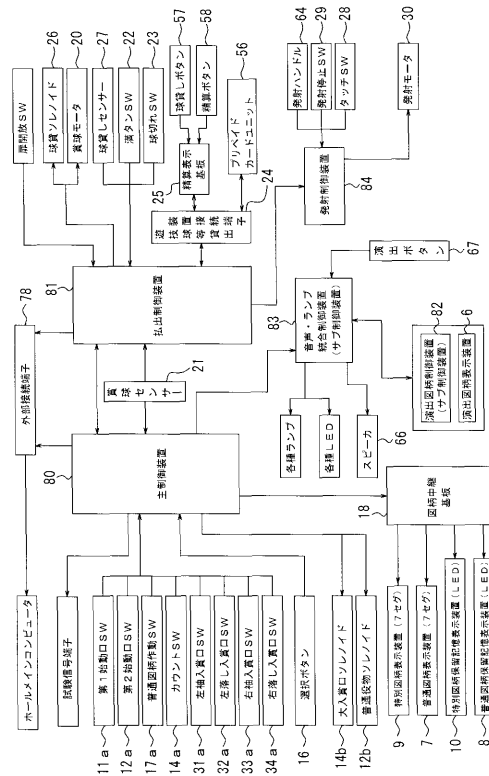 ホールメインコンピュータ
外部接続端子
78
試験信号端子
11a
第1始動口SW
12a
第2始動口SW
17a
普通図柄作動SW
14a
カウントSW
31a
左袖入賞口SW
32a
左落し入賞口SW
33a
右袖入賞口SW
34a
右落し入賞口SW
16
選択ボタン
14b
大入賞口ソレノイド
12b
普通役物ソレノイド
80
主制御装置
賞球センサー
21
81
払出制御装置
扉開放SW
球貸ソレノイド
26
賞球モータ
20
球貸しセンサー
27
満タンSW
22
球切れSW
23
遊技球等貸出
装置接続端子
24
25
精算表示
基板
球貸しボタン
57
精算ボタン
58
プリペイド
カードユニット
56
発射ハンドル
64
発射停止SW
29
タッチSW
28
発射制御装置
84
発射モータ
30
83
音声・ランプ
統合制御装置
(サブ制御装置)
演出ボタン
67
各種ランプ
各種LED
スピーカ
66
演出図柄制御装置
(サブ制御装置)
82
演出図柄表示装置
6
18
図柄中継
基板
9
特別図柄表示装置(7セグ)
7
普通図柄表示装置(7セグ)
10
特別図柄保留記憶表示装置(LED)
8
普通図柄保留記憶表示装置(LED)